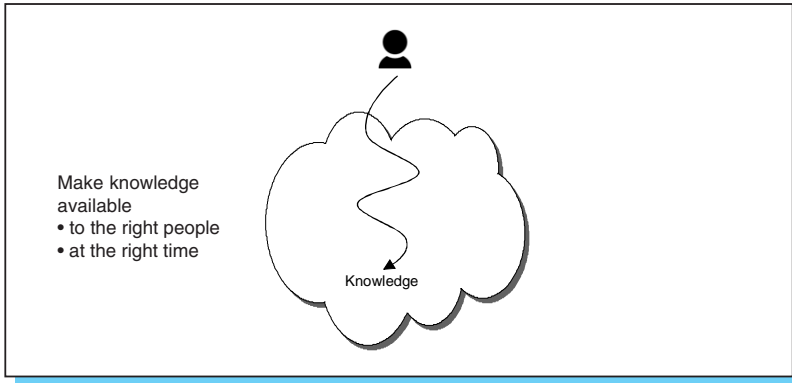 Make knowledge
available
• to the right people
• at the right time
Knowledge